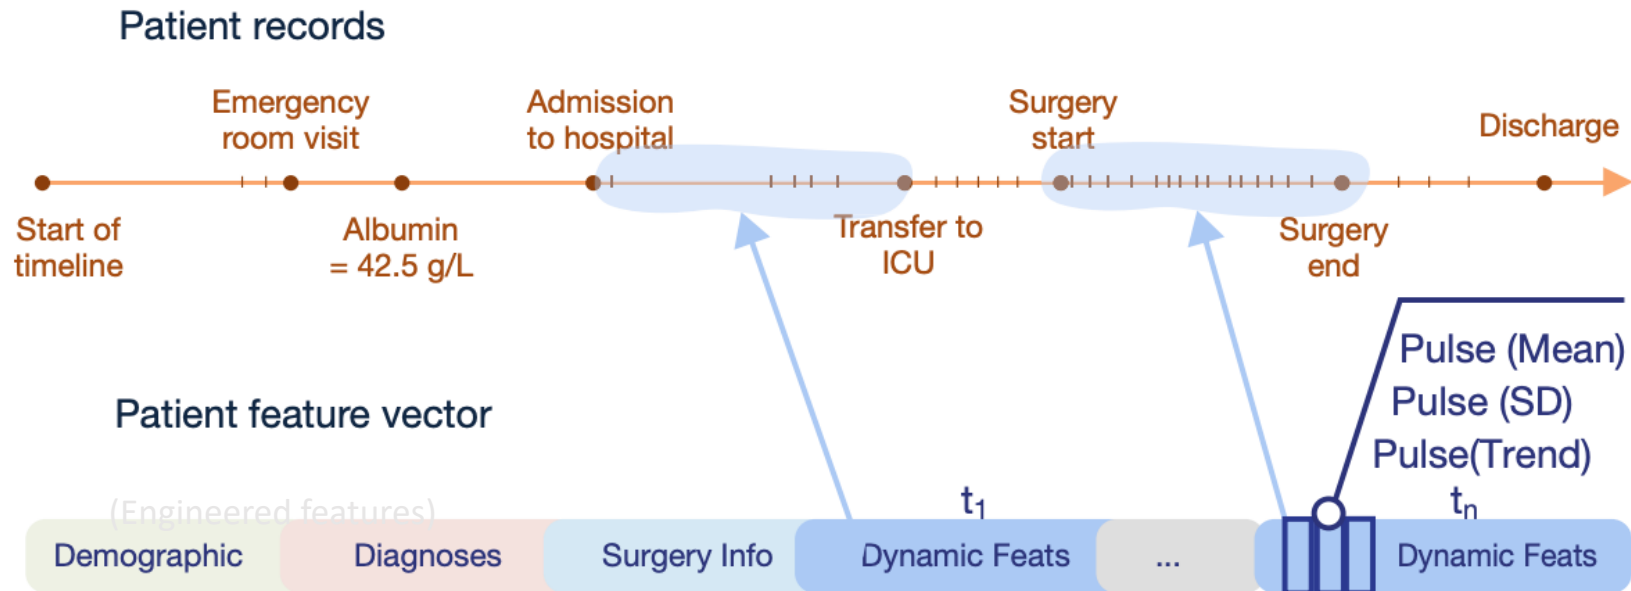 Patient records
Emergency
room visit
Admission
to hospital
Surgery
start
Discharge
Start of
timeline
Albumin
= 42.5 g/L
Transfer to
ICU
Surgery
end
Pulse (Mean)
Pulse (SD)
Pulse(Trend)
Patient feature vector
(Engineered features)
t1
tn
Demographic
Diagnoses
Surgery Info
Dynamic Feats
...
Dynamic Feats